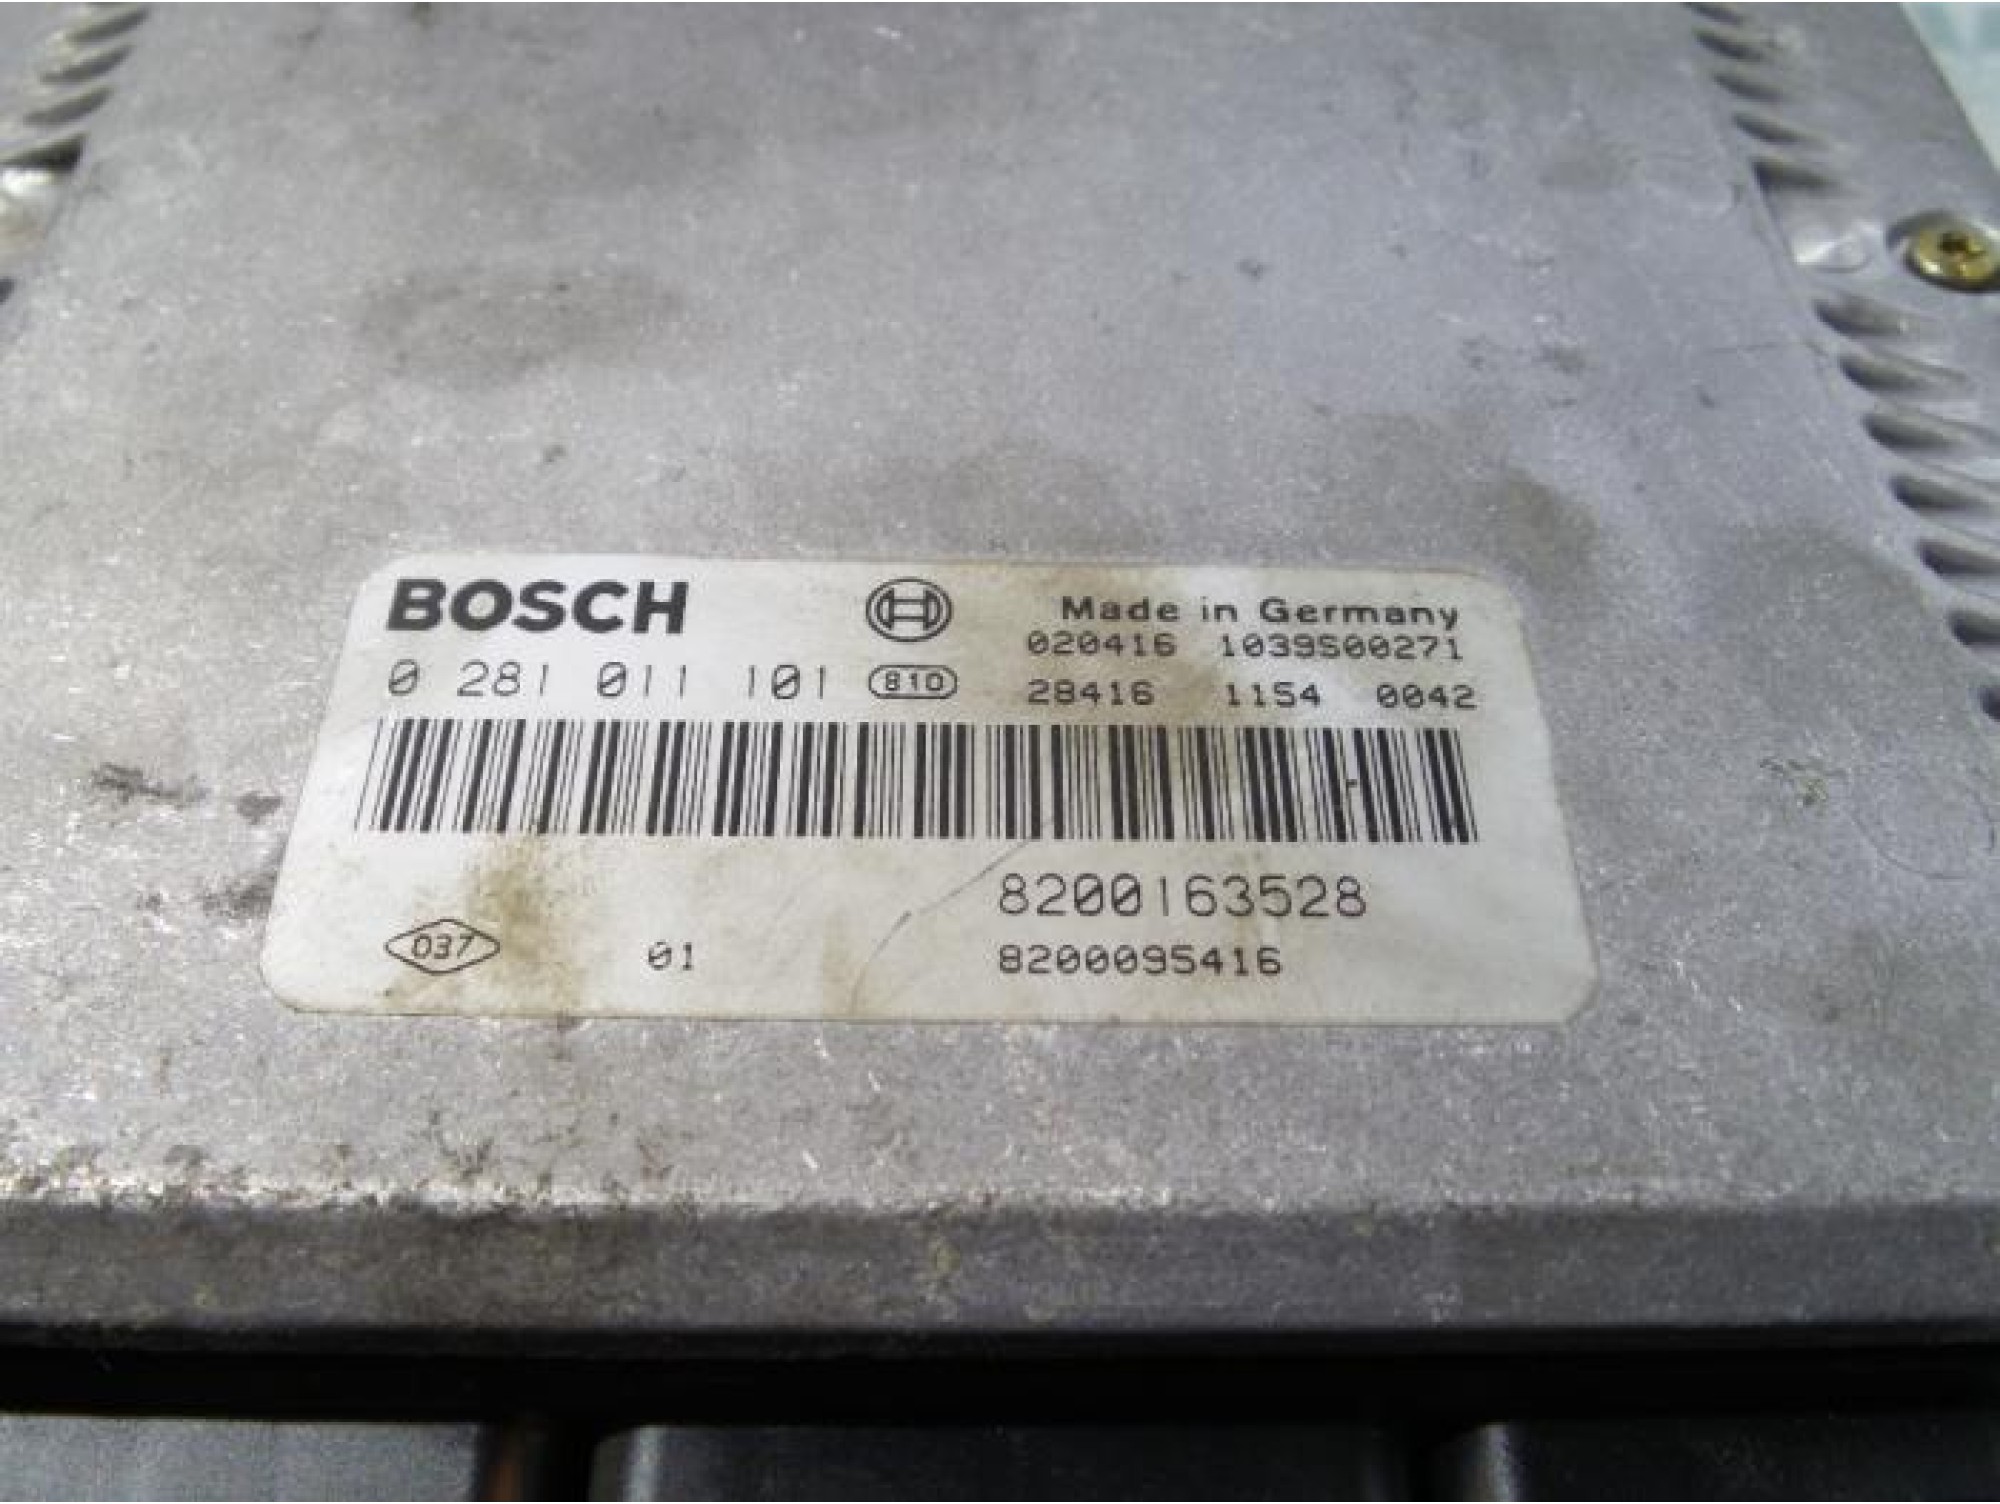 BOSCH Made in Germany
020416 1039S00271
0 281 011 101 810 28416 1154 0042
8200163528
037 01 8200095416